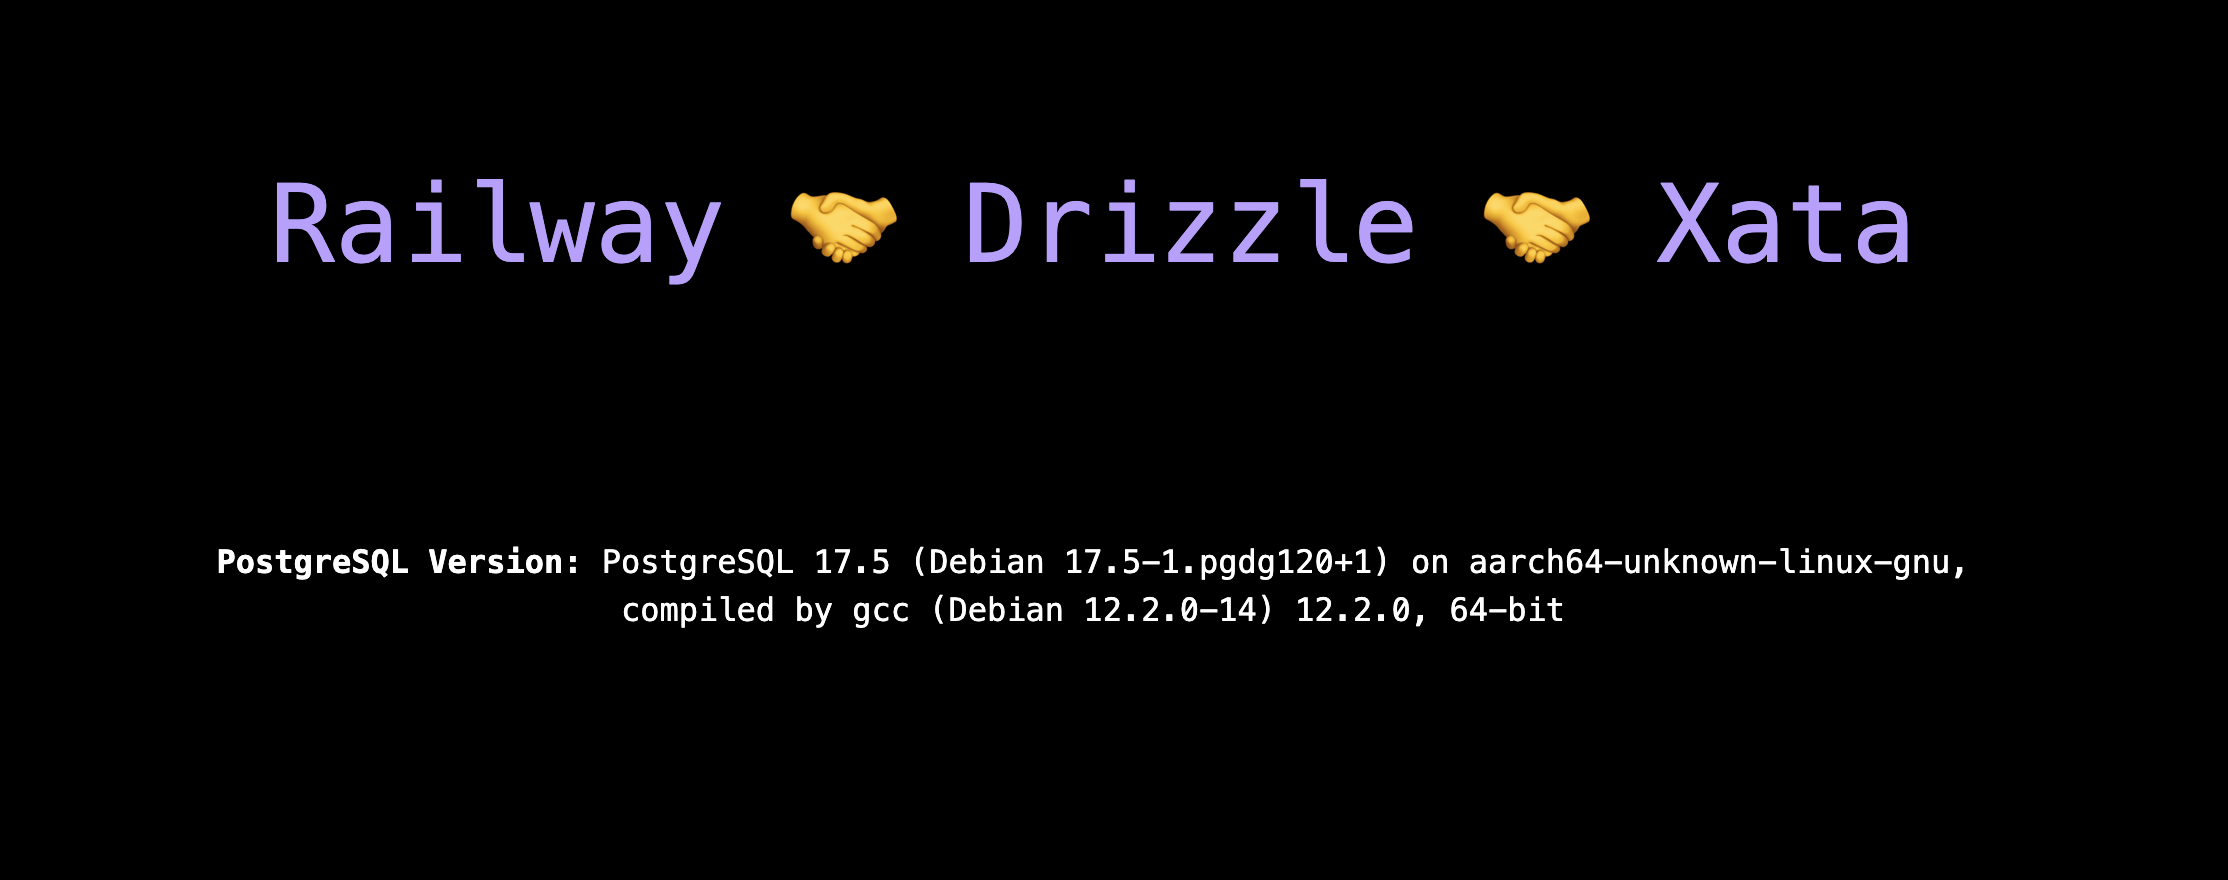 Railway 🤝 Drizzle 🤝 Xata
PostgreSQL Version: PostgreSQL 17.5 (Debian 17.5-1.pgdg120+1) on aarch64-unknown-linux-gnu,
compiled by gcc (Debian 12.2.0-14) 12.2.0, 64-bit